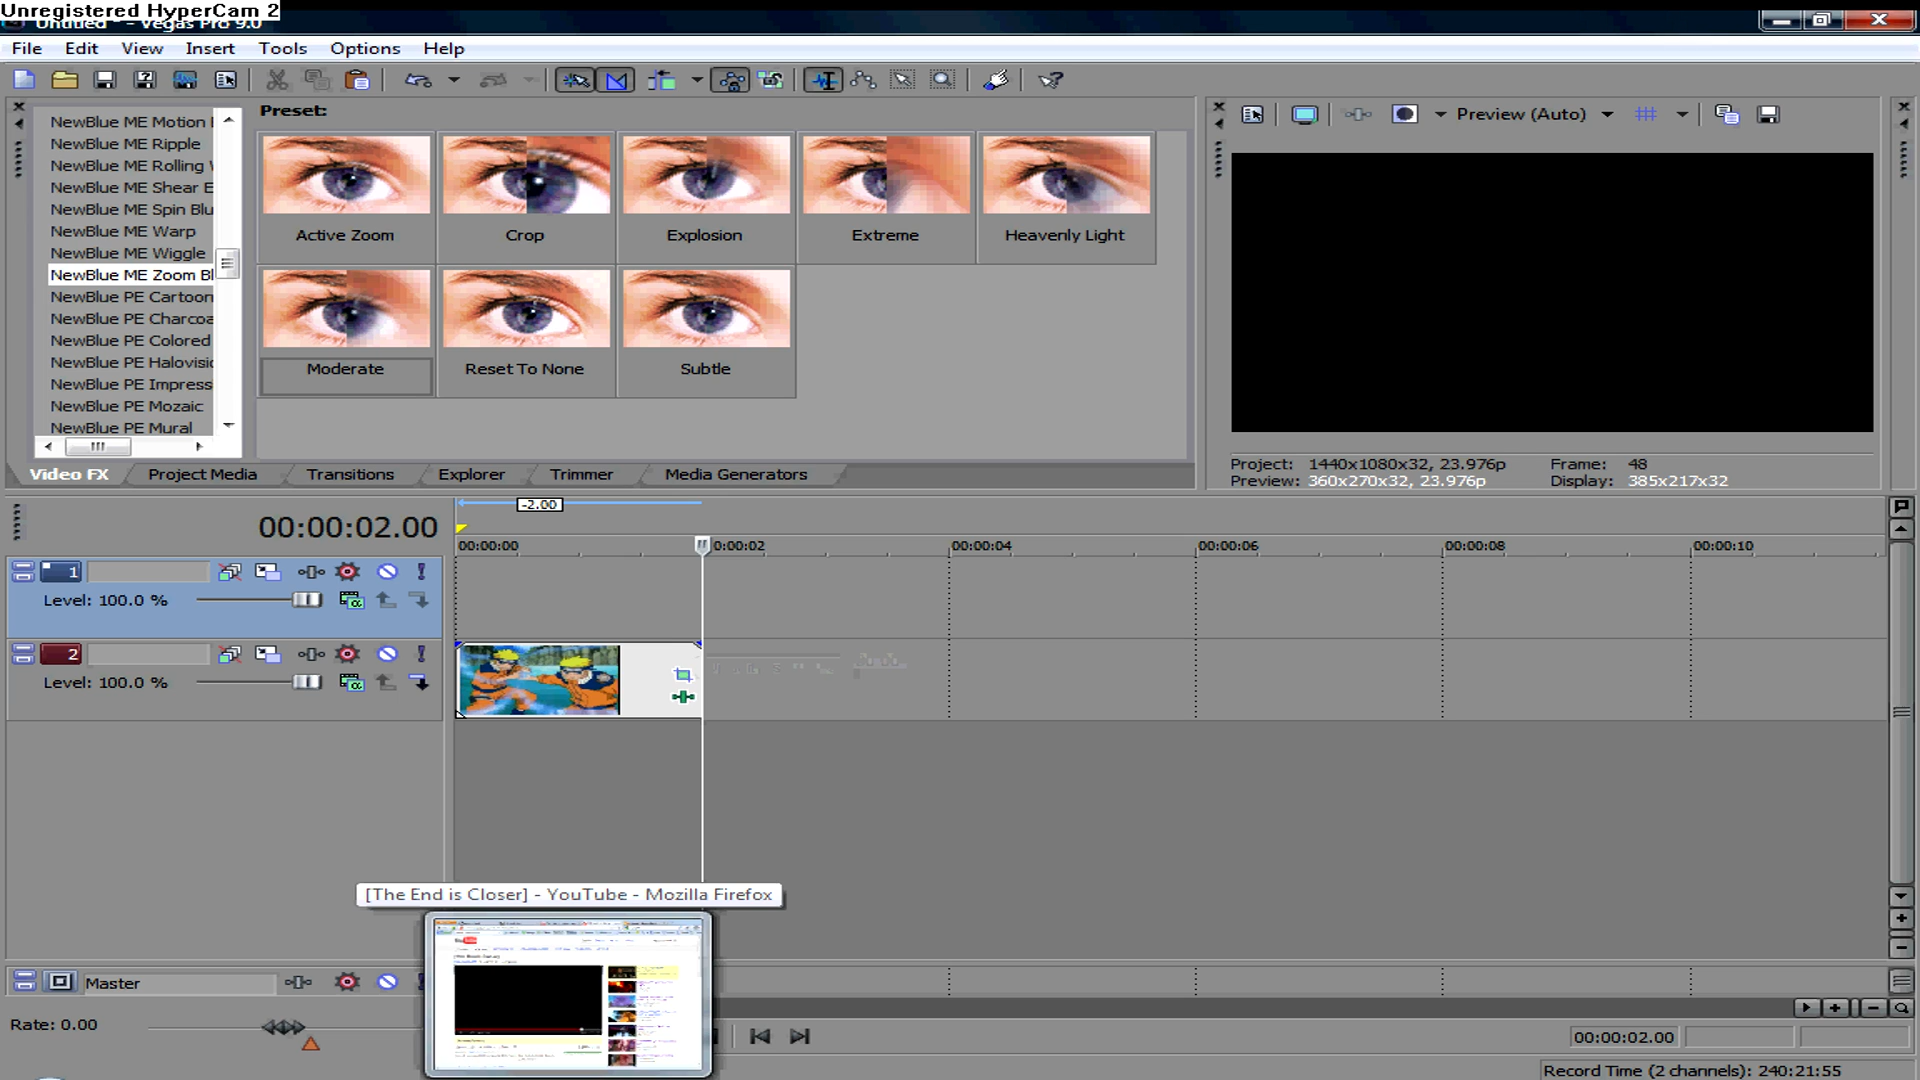 Unregistered HyperCam 2
Untitled * - Vegas Pro 9.0
File Edit View Insert Tools Options Help
NewBlue ME Motion
NewBlue ME Ripple
NewBlue ME Rolling
NewBlue ME Shear E
NewBlue ME Spin Blu
NewBlue ME Warp
NewBlue ME Wiggle
NewBlue ME Zoom Bl
NewBlue PE Cartoon
NewBlue PE Charcoa
NewBlue PE Colored
NewBlue PE Halovisi
NewBlue PE Impress
NewBlue PE Mozaic
NewBlue PE Mural
Preset:
Active Zoom Crop Explosion Extreme Heavenly Light
Moderate Reset To None Subtle
Preview (Auto)
Project: 1440x1080x32, 23.976p Frame: 48
Preview: 360x270x32, 23.976p Display: 385x217x32
Video FX Project Media Transitions Explorer Trimmer Media Generators
-2.00
00:00:02.00
00:00:00 0:00:02 00:00:04 00:00:06 00:00:08 00:00:10
1
Level: 100.0 %
2
Level: 100.0 %
[The End is Closer] - YouTube - Mozilla Firefox
Master
Rate: 0.00
00:00:02.00
Record Time (2 channels): 240:21:55